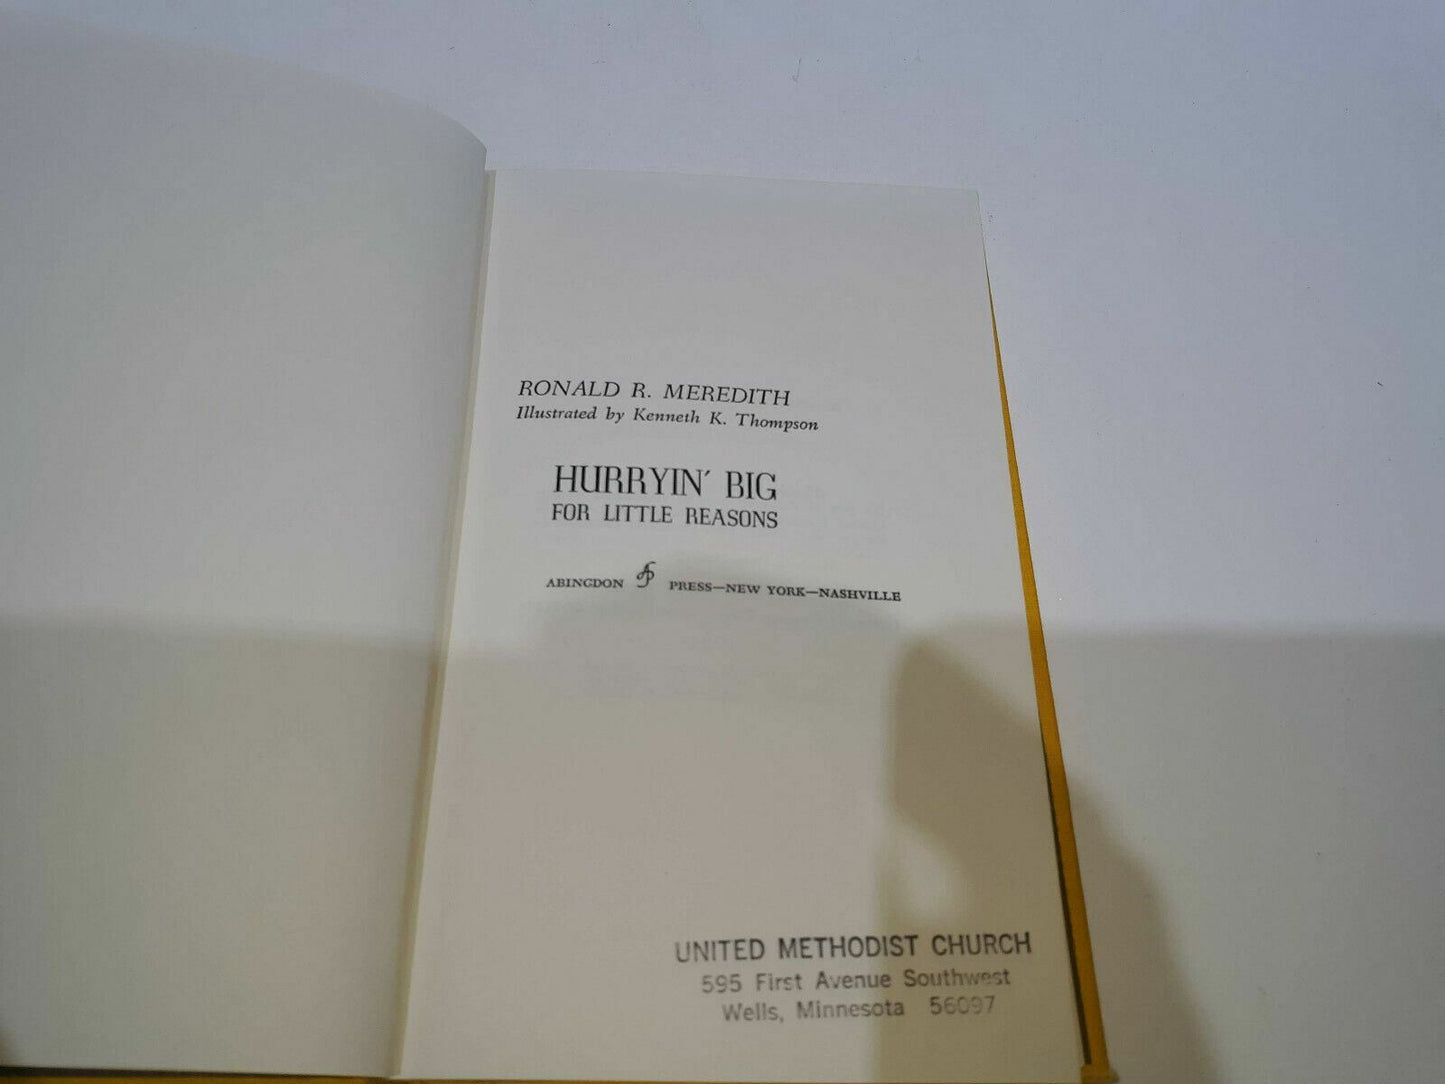 RONALD R. MEREDITH
Illustrated by Kenneth K. Thompson
HURRYIN' BIG
FOR LITTLE REASONS
ABINGDON AP PRESS—NEW YORK—NASHVILLE
UNITED METHODIST CHURCH
595 First Avenue Southwest
Wells, Minnesota 56097